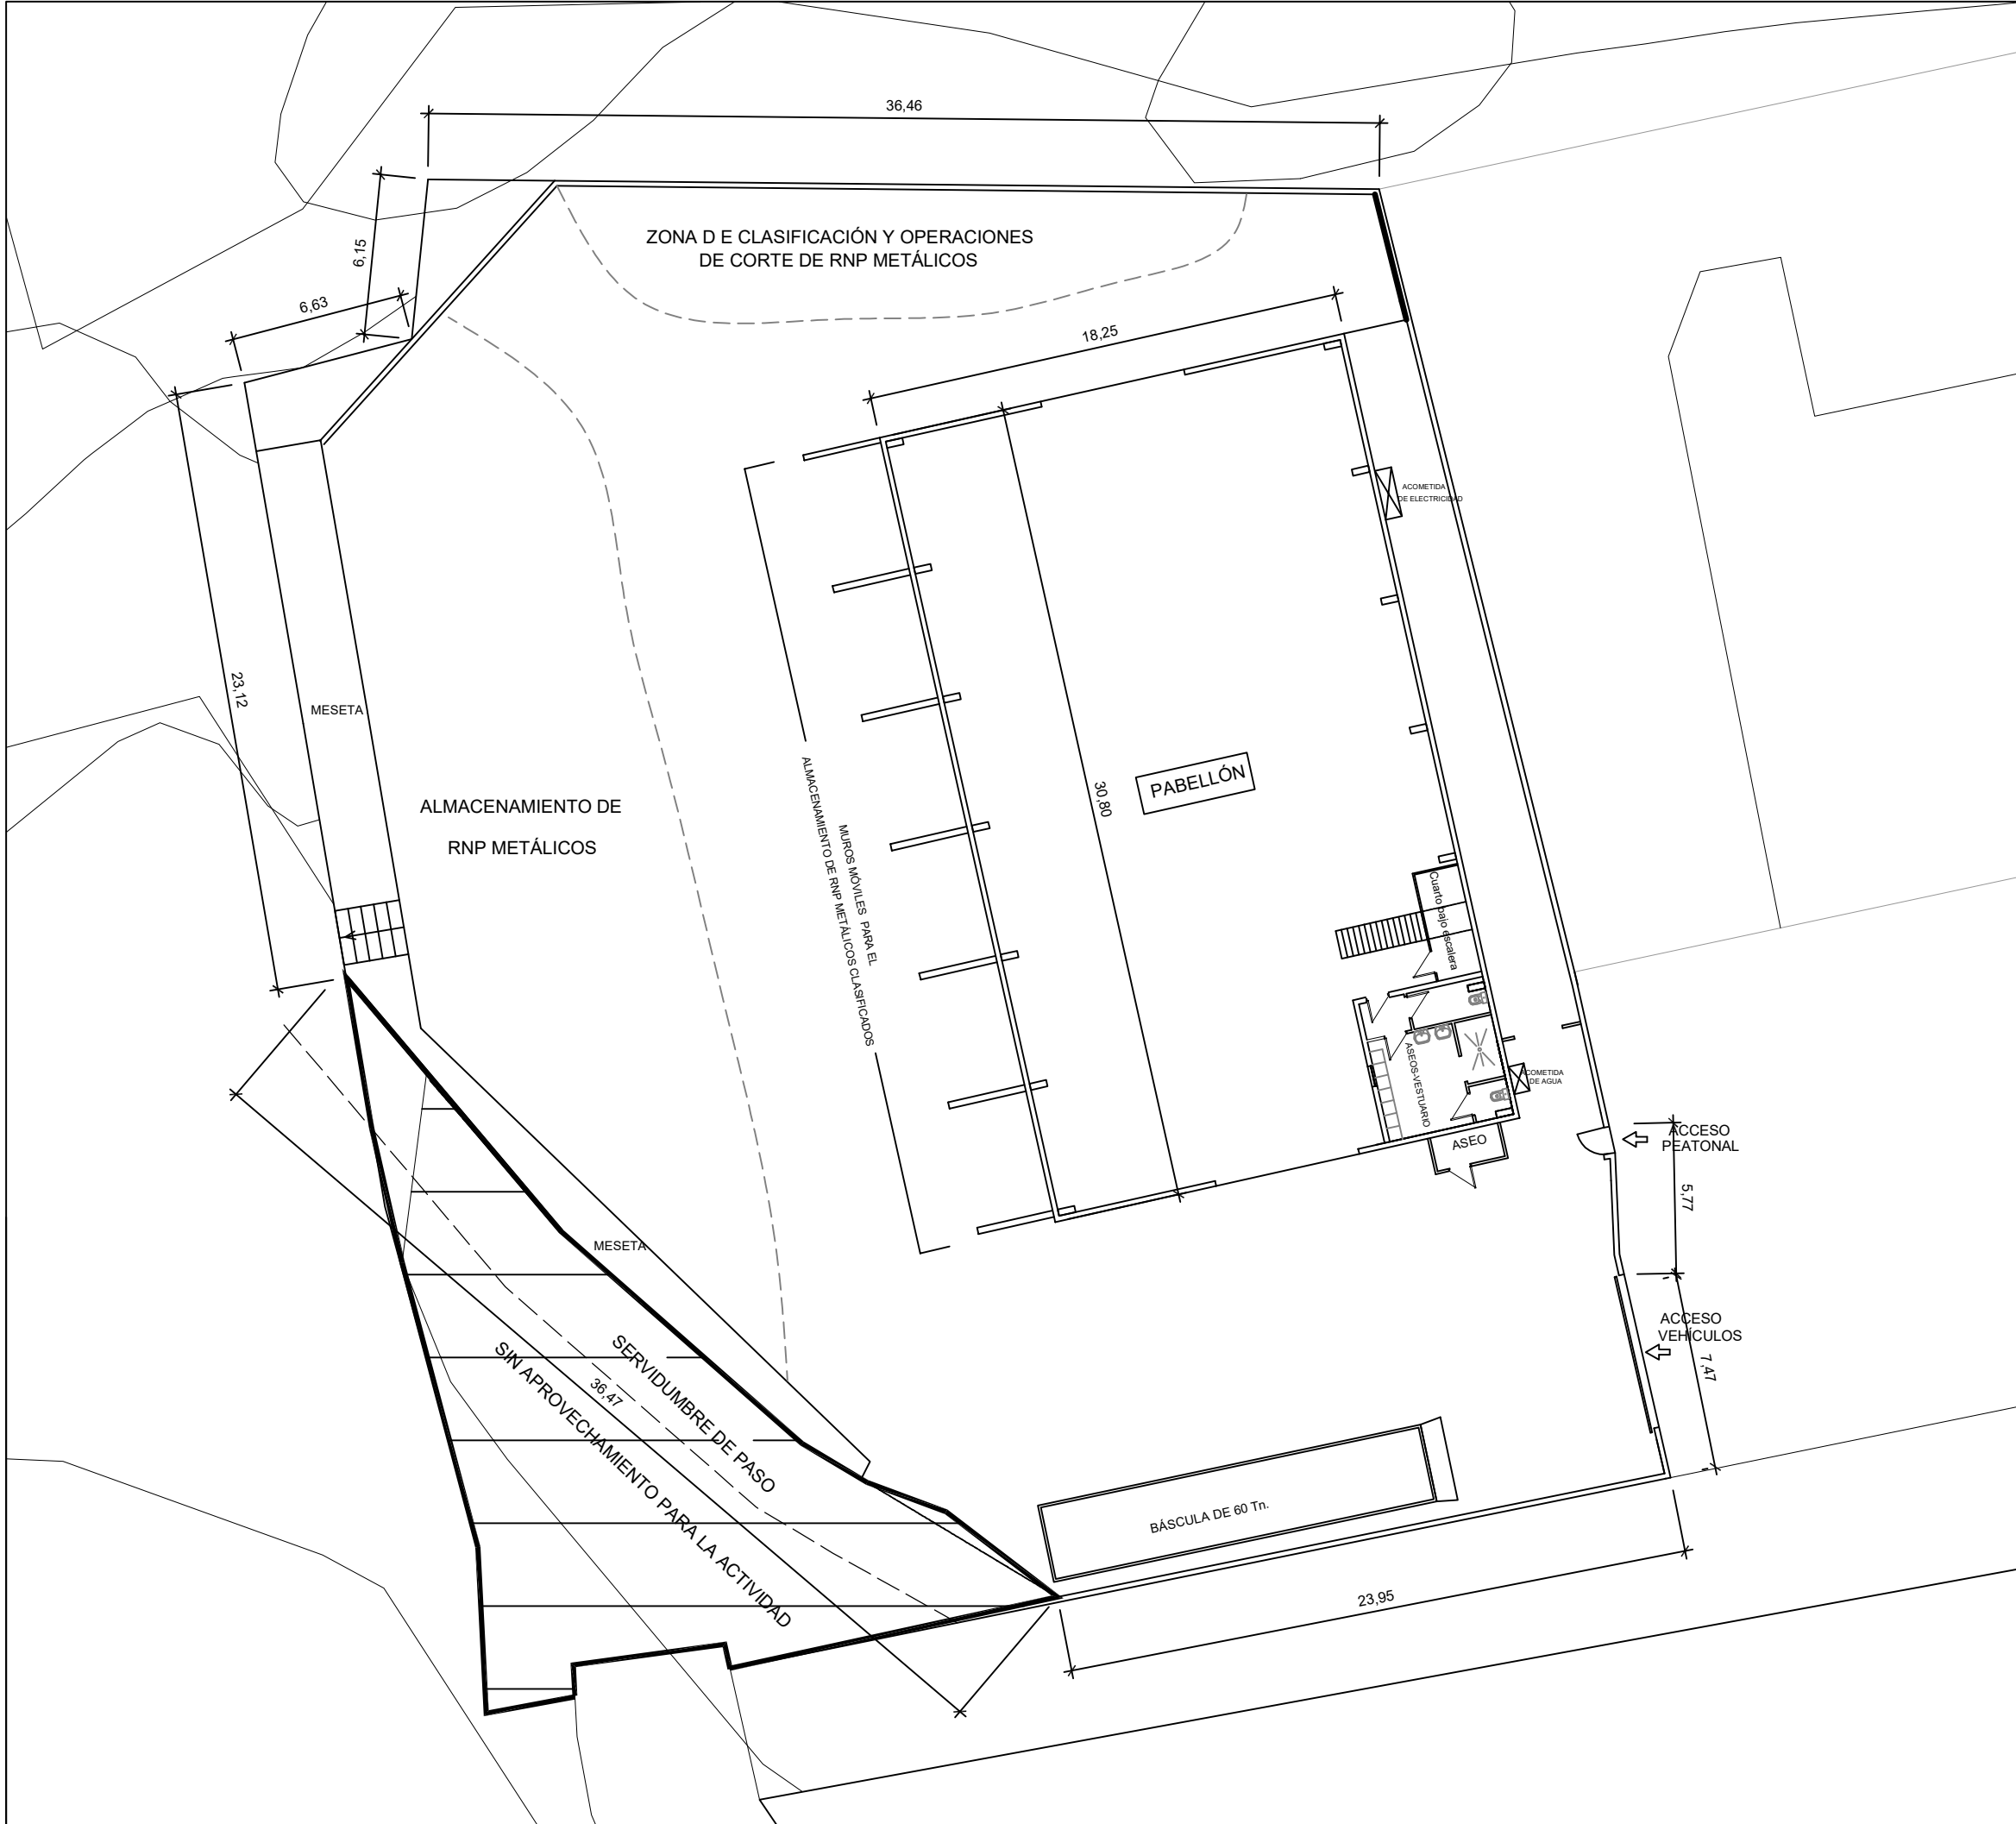 36,46
ZONA D E CLASIFICACIÓN Y OPERACIONES
DE CORTE DE RNP METÁLICOS
6,15
6,63
18,25
ACOMETIDA
DE ELECTRICIDAD
23,12
MESETA
ALMACENAMIENTO DE
RNP METÁLICOS
MUROS MÓVILES PARA EL
ALMACENAMIENTO DE RNP METÁLICOS CLASIFICADOS
30,80
PABELLÓN
Cuarto bajo escalera
ASEOS-VESTUARIO
ACOMETIDA
DE AGUA
ASEO
ACCESO
PEATONAL
5,77
MESETA
ACCESO
VEHÍCULOS
7,47
SERVIDUMBRE DE PASO
36,47
SIN APROVECHAMIENTO PARA LA ACTIVIDAD
BÁSCULA DE 60 Tn.
23,95